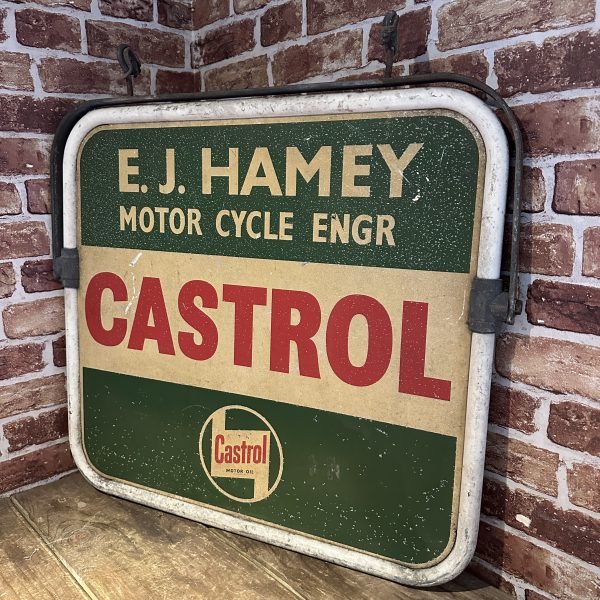 E. J. HAMEY
MOTOR CYCLE ENGR
CASTROL
Castrol
MOTOR OIL